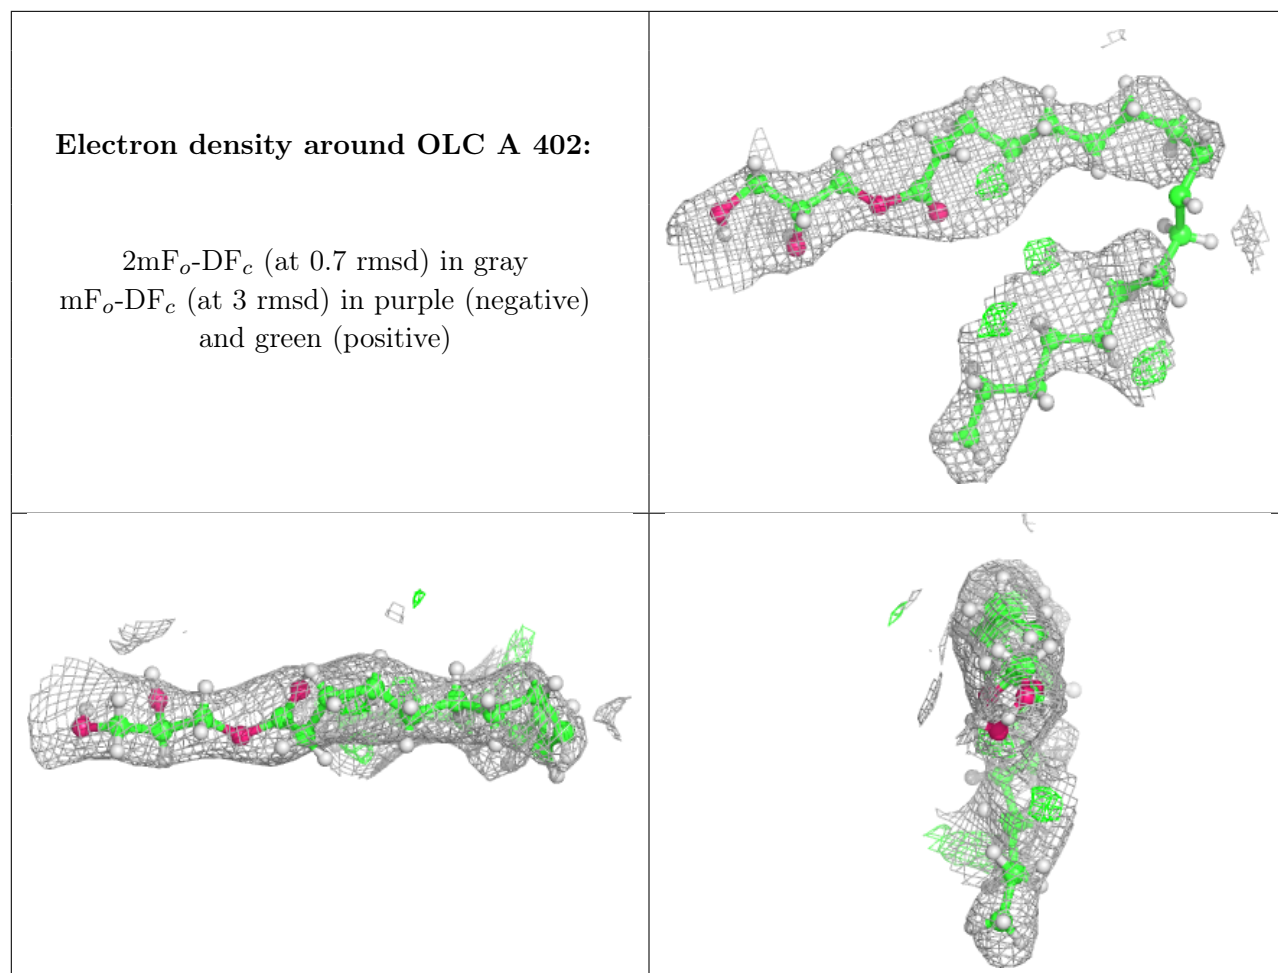 Electron density around OLC A 402:
2mFo-DFc (at 0.7 rmsd) in gray
mFo-DFc (at 3 rmsd) in purple (negative)
and green (positive)